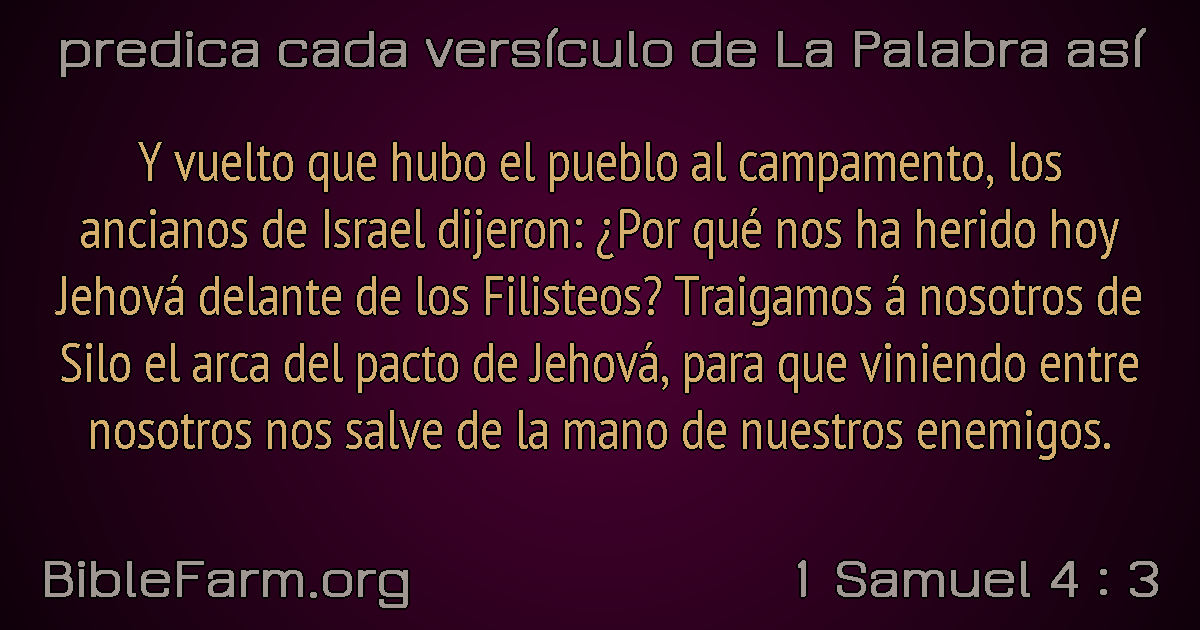 predica cada versículo de La Palabra así
Y vuelto que hubo el pueblo al campamento, los
ancianos de Israel dijeron: ¿Por qué nos ha herido hoy
Jehová delante de los Filisteos? Traigamos á nosotros de
Silo el arca del pacto de Jehová, para que viniendo entre
nosotros nos salve de la mano de nuestros enemigos.
BibleFarm.org
1 Samuel 4 : 3